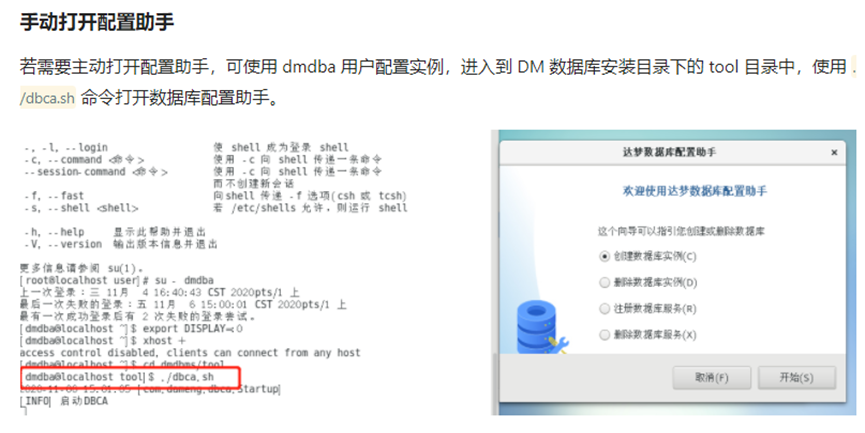 手动打开配置助手
若需要主动打开配置助手，可使用 dmdba 用户配置实例，进入到 DM 数据库安装目录下的 tool 目录中，使用 .
/dbca.sh 命令打开数据库配置助手。
-, -l, --login 使 shell 成为登录 shell
-c, --command <命令> 使用 -c 向 shell 传递一条命令
--session-command <命令> 使用 -c 向 shell 传递一条命令
而不创建新会话
-f, --fast 向shell 传递 -f 选项(csh 或 tcsh)
-s, --shell <shell> 若 /etc/shells 允许，则运行 shell
-h, --help 显示此帮助并退出
-V, --version 输出版本信息并退出
更多信息请参阅 su(1)。
[root@localhost user]# su - dmdba
上一次登录：三 11月 4 16:40:43 CST 2020pts/1 上
最后一次失败的登录：五 11月 6 15:00:01 CST 2020pts/1 上
最有一次成功登录后有 2 次失败的登录尝试。
[dmdba@localhost ~]$ export DISPLAY=:0
[dmdba@localhost ~]$ xhost +
access control disabled, clients can connect from any host
[dmdba@localhost ~]$ cd dmdbms/tool
dmdba@localhost tool]$ ./dbca.sh
[com.dameng.dbca.Startup]
[INFO] 启动DBCA
达梦数据库配置助手
欢迎使用达梦数据库配置助手
这个向导可以指引您创建或删除数据库
创建数据库实例(C)
删除数据库实例(D)
注册数据库服务(R)
删除数据库服务(X)
取消(F)
开始(S)